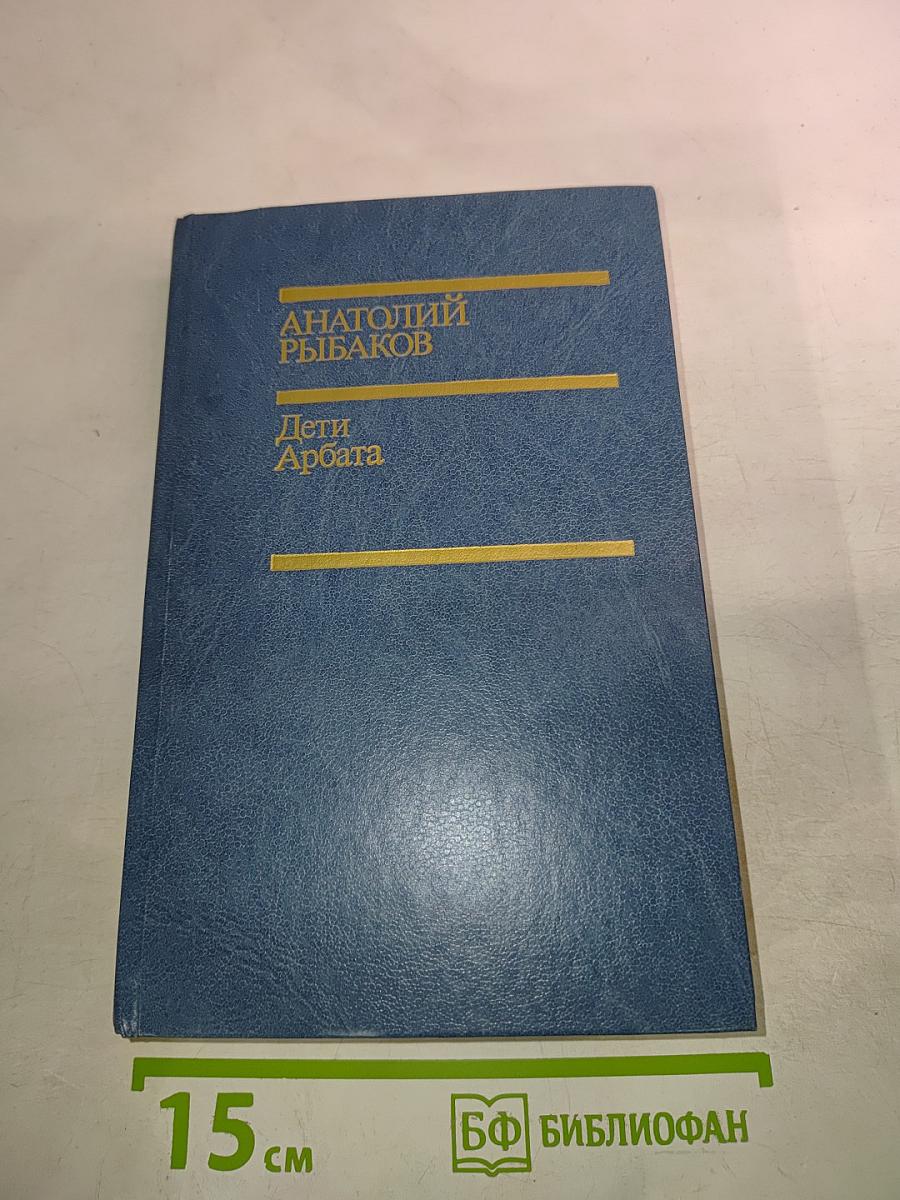 АНАТОЛИЙ
РЫБАКОВ
Дети
Арбата
15 см
БФ БИБЛИОФАН